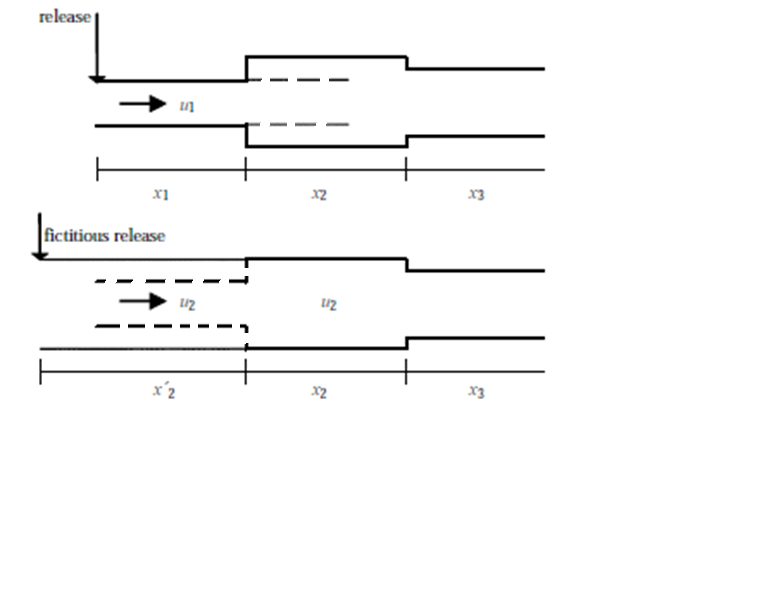 release
u1
x1 x2 x3
fictitious release
u2 u2
x´2 x2 x3